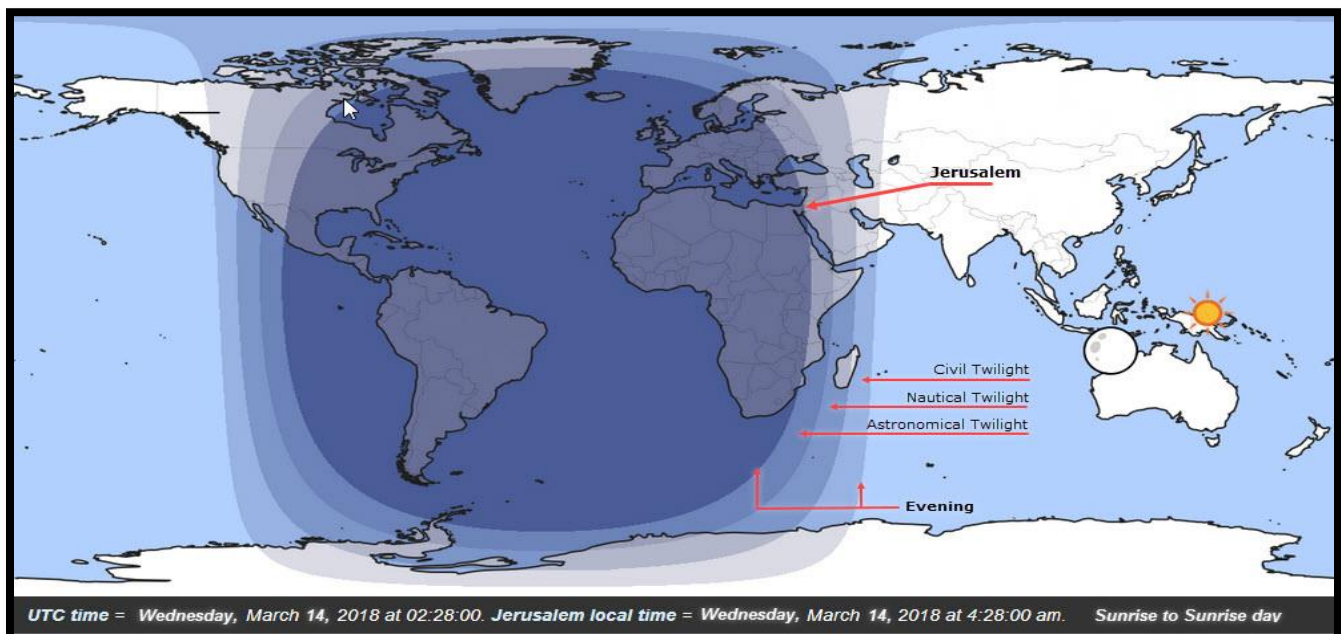 Jerusalem
Civil Twilight
Nautical Twilight
Astronomical Twilight
Evening
UTC time = Wednesday, March 14, 2018 at 02:28:00. Jerusalem local time = Wednesday, March 14, 2018 at 4:28:00 am. Sunrise to Sunrise day